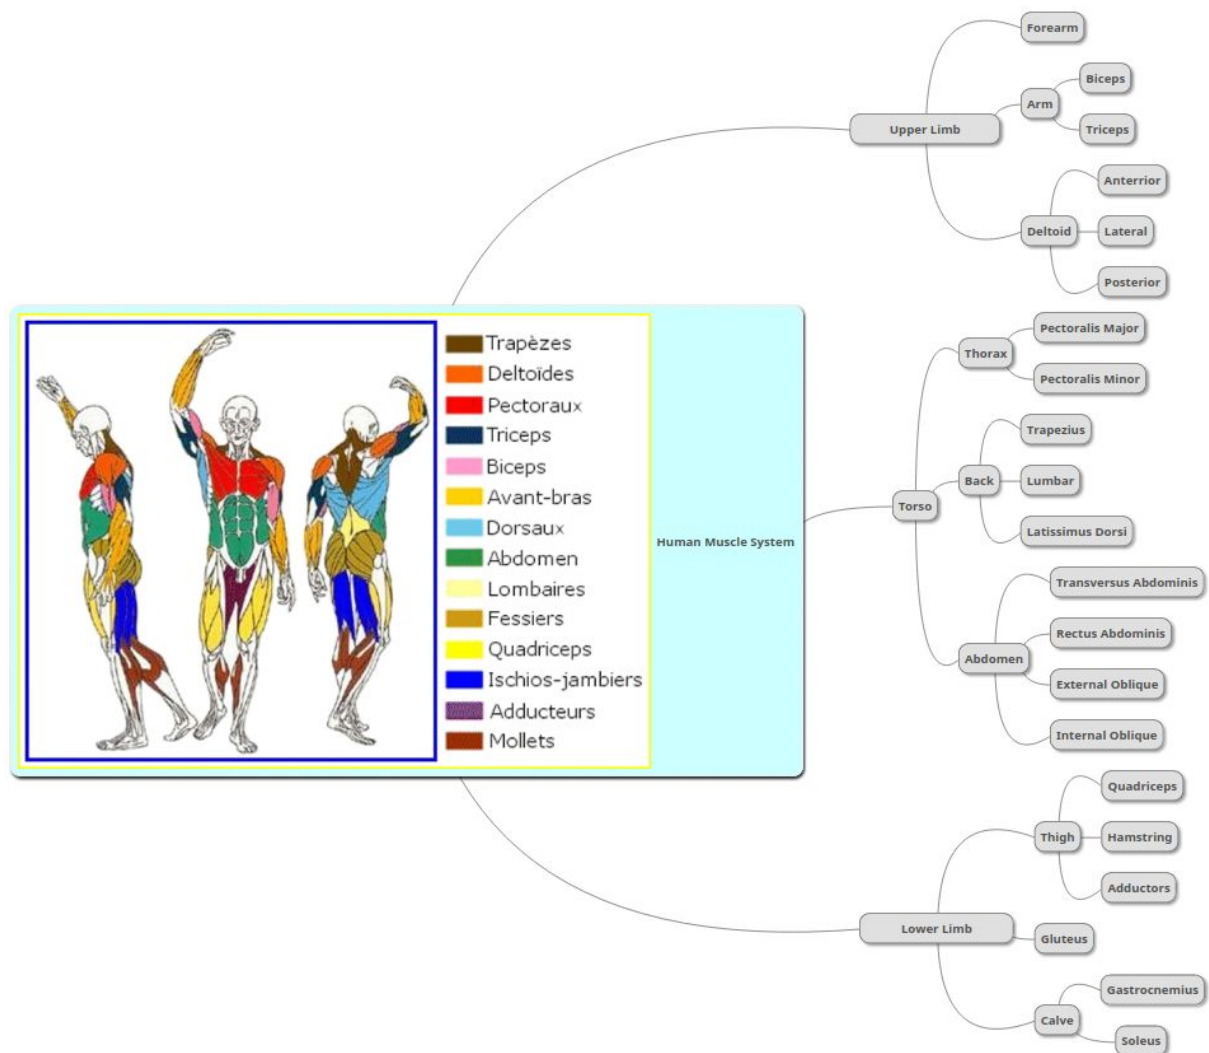 Trapèzes
Deltoïdes
Pectoraux
Triceps
Biceps
Avant-bras
Dorsaux
Abdomen
Lombaires
Fessiers
Quadriceps
Ischios-jambiers
Adducteurs
Mollets
Human Muscle System
Upper Limb
Forearm
Arm
Biceps
Triceps
Deltoid
Anterrior
Lateral
Posterior
Torso
Thorax
Pectoralis Major
Pectoralis Minor
Back
Trapezius
Lumbar
Latissimus Dorsi
Abdomen
Transversus Abdominis
Rectus Abdominis
External Oblique
Internal Oblique
Lower Limb
Thigh
Quadriceps
Hamstring
Adductors
Gluteus
Calve
Gastrocnemius
Soleus